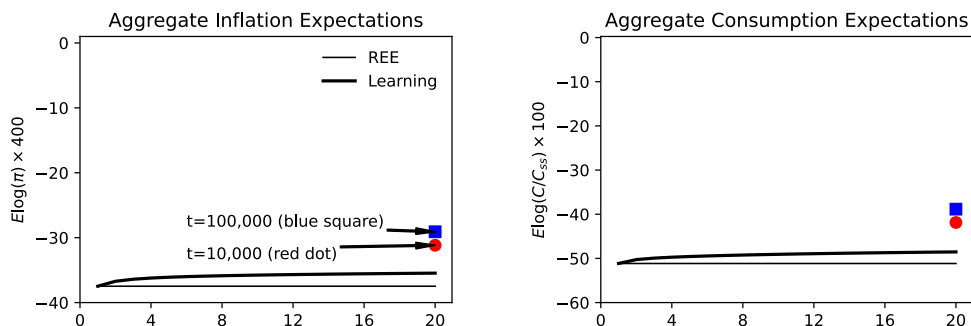 Aggregate Inflation Expectations
Elog(π) × 400
0
−10
−20
−30
−40
REE
Learning
t=100,000 (blue square)
t=10,000 (red dot)
0 4 8 12 16 20
Aggregate Consumption Expectations
Elog(C/C_ss) × 100
0
−10
−20
−30
−40
−50
−60
0 4 8 12 16 20